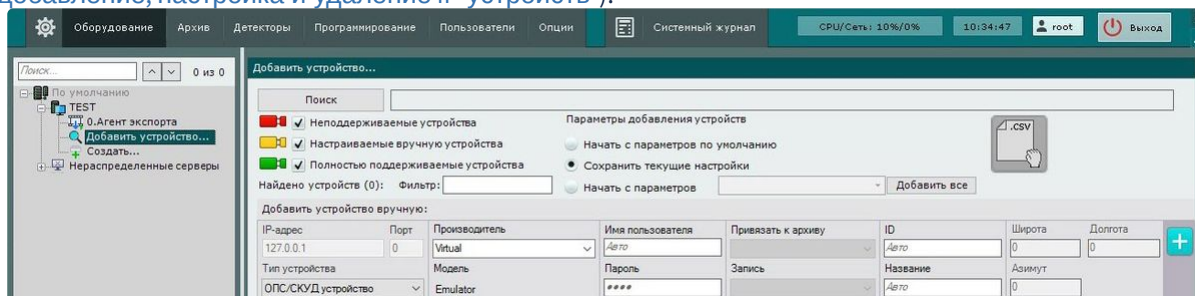 добавление, настройка и удаление IP-устройств").
Оборудование Архив Детекторы Программирование Пользователи Опции Системный журнал CPU/Сеть: 10%/0% 10:34:47 root Выход
Поиск... 0 из 0
По умолчанию
TEST
0.Агент экспорта
Добавить устройство...
Создать...
Нераспределенные серверы
Добавить устройство...
Поиск
Неподдерживаемые устройства
Настраиваемые вручную устройства
Полностью поддерживаемые устройства
Найдено устройств (0): Фильтр:
Параметры добавления устройств
Начать с параметров по умолчанию
Сохранить текущие настройки
Начать с параметров Добавить все
.csv
Добавить устройство вручную:
IP-адрес Порт Производитель Имя пользователя Привязать к архиву ID Широта Долгота
127.0.0.1 0 Virtual Авто Авто 0 0
Тип устройства Модель Пароль Запись Название Азимут
ОПС/СКУД устройство Emulator **** Авто 0